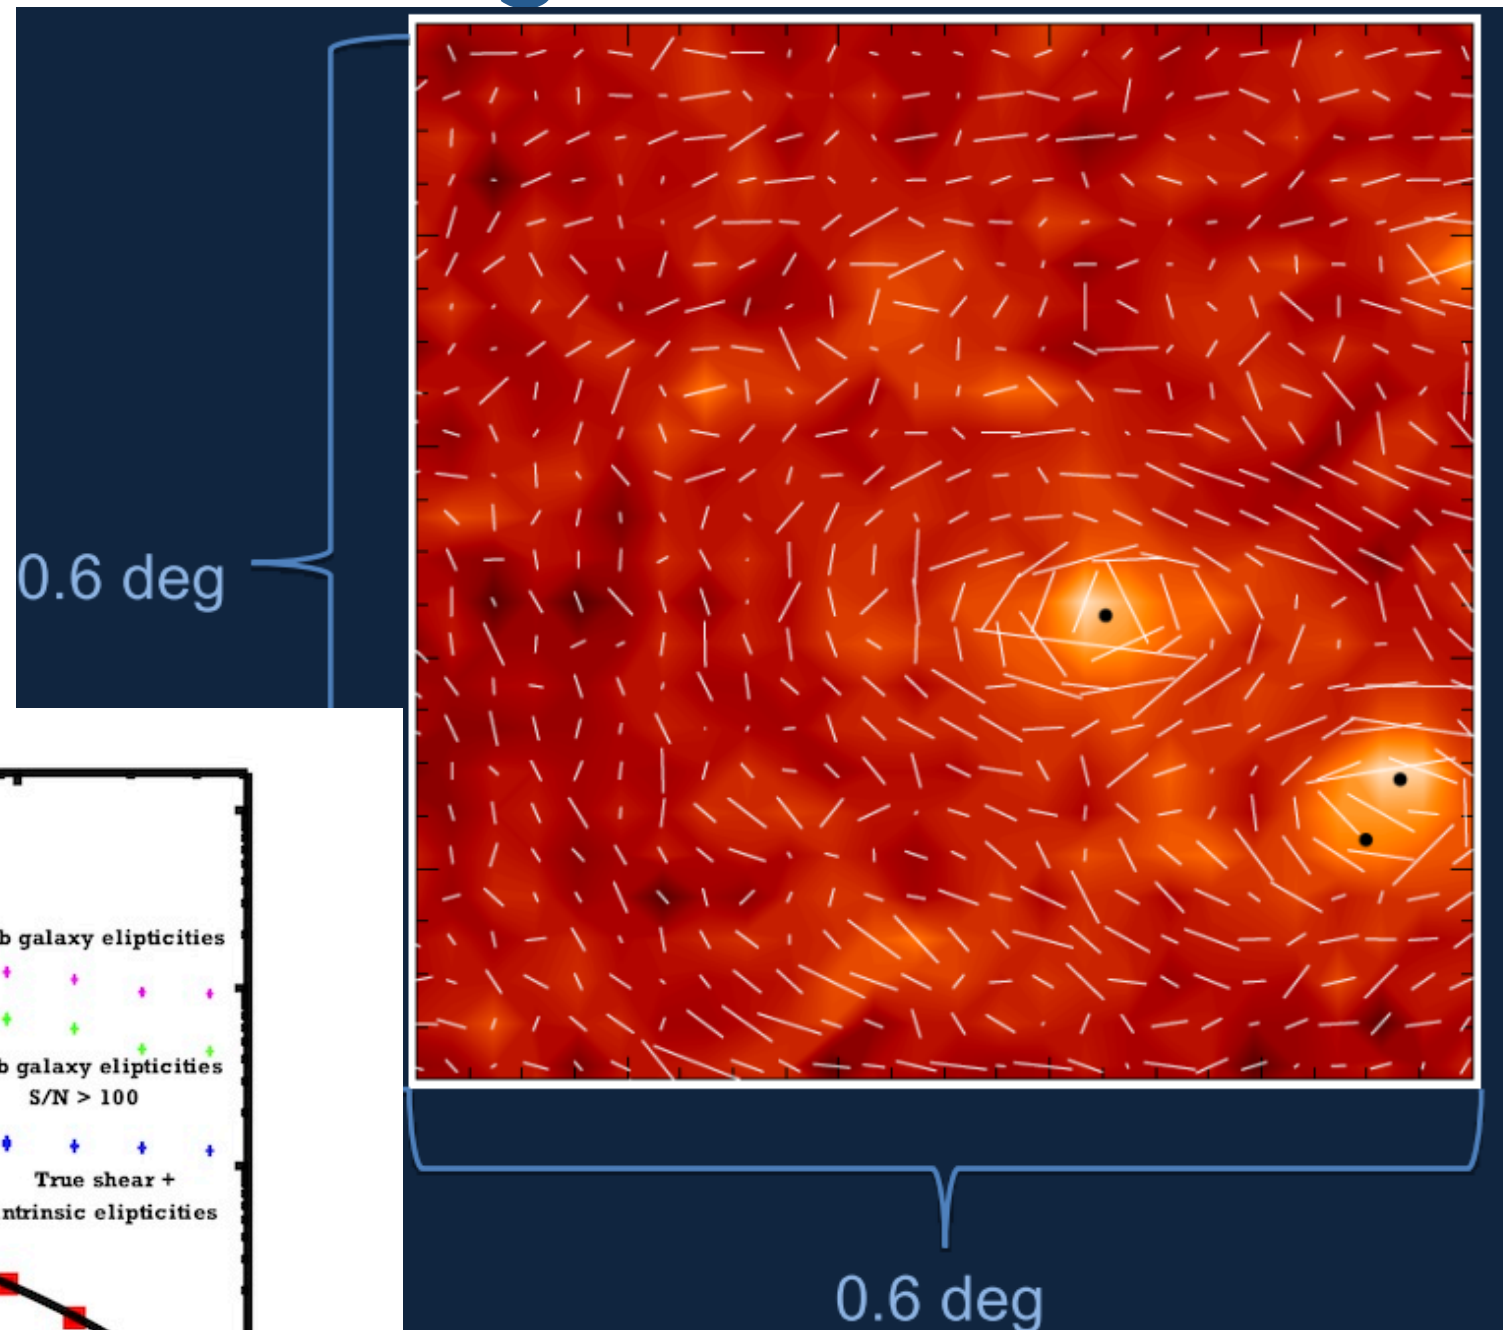 0.6 deg
b galaxy elipticities
b galaxy elipticities
S/N > 100
True shear +
ntrinsic elipticities
0.6 deg